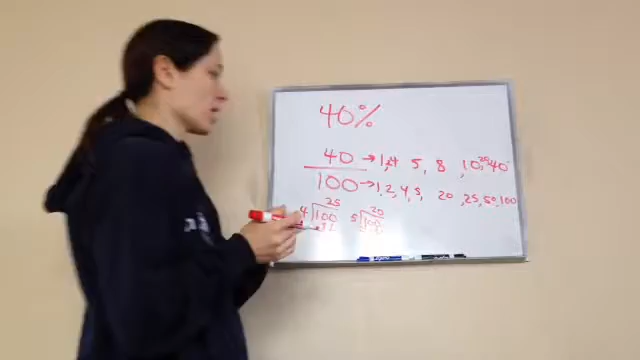 40%
40 → 1, 4 5, 8, 10, 20, 40
100 → 1, 2, 4, 5, 20, 25, 50, 100
25 20
4 100 5 100